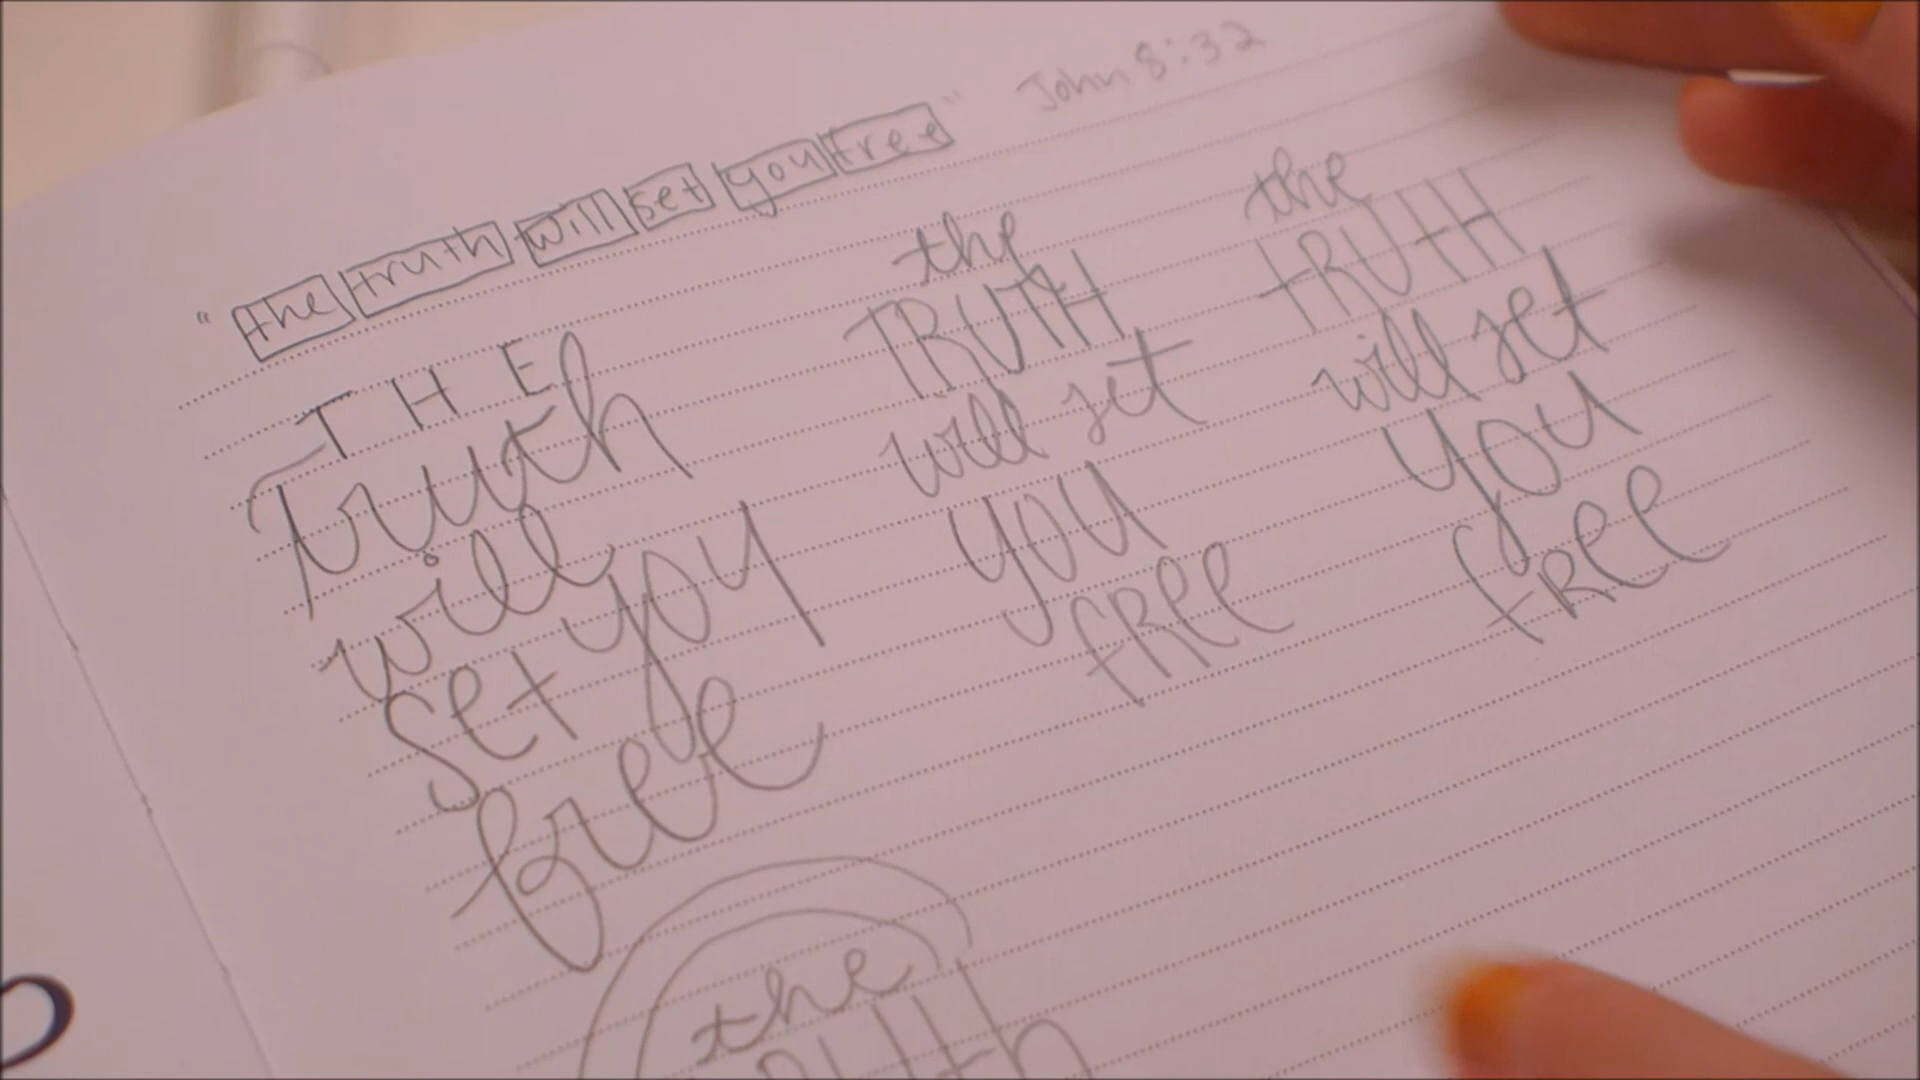 "the truth will set you free" John 8:32
THE
truth
will
set you
free
the
TRUTH
will set
you
FREE
the
TRUTH
will set
you
FREE
the